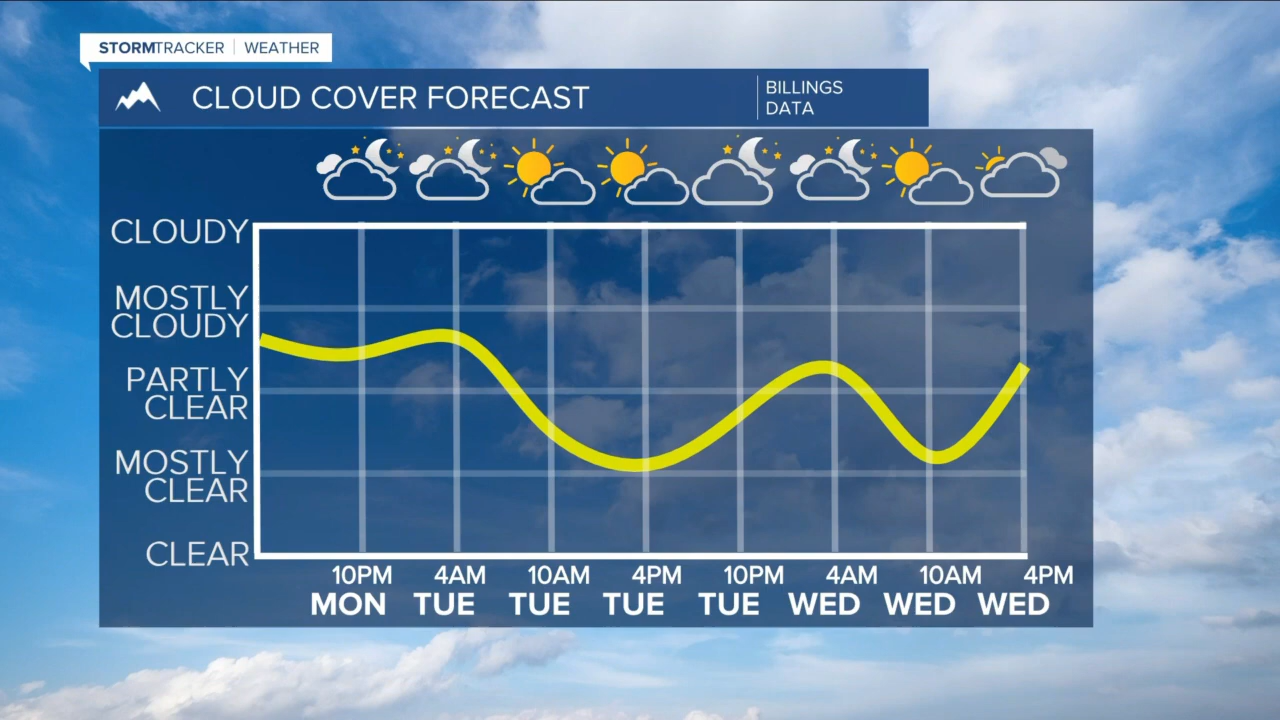 STORMTRACKER | WEATHER
CLOUD COVER FORECAST
BILLINGS
DATA
CLOUDY
MOSTLY
CLOUDY
PARTLY
CLEAR
MOSTLY
CLEAR
CLEAR
10PM 4AM 10AM 4PM 10PM 4AM 10AM 4PM
MON TUE TUE TUE TUE WED WED WED